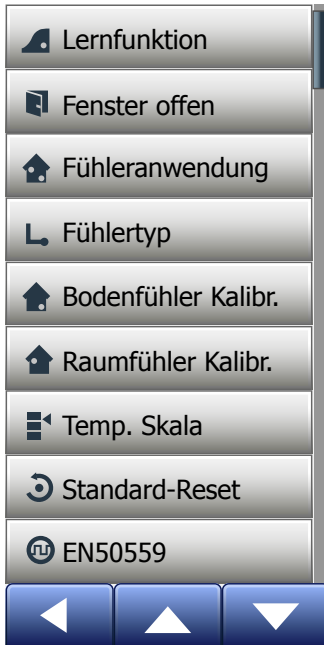 Lernfunktion
Fenster offen
Fühleranwendung
Fühlertyp
Bodenfühler Kalibr.
Raumfühler Kalibr.
Temp. Skala
Standard-Reset
EN50559